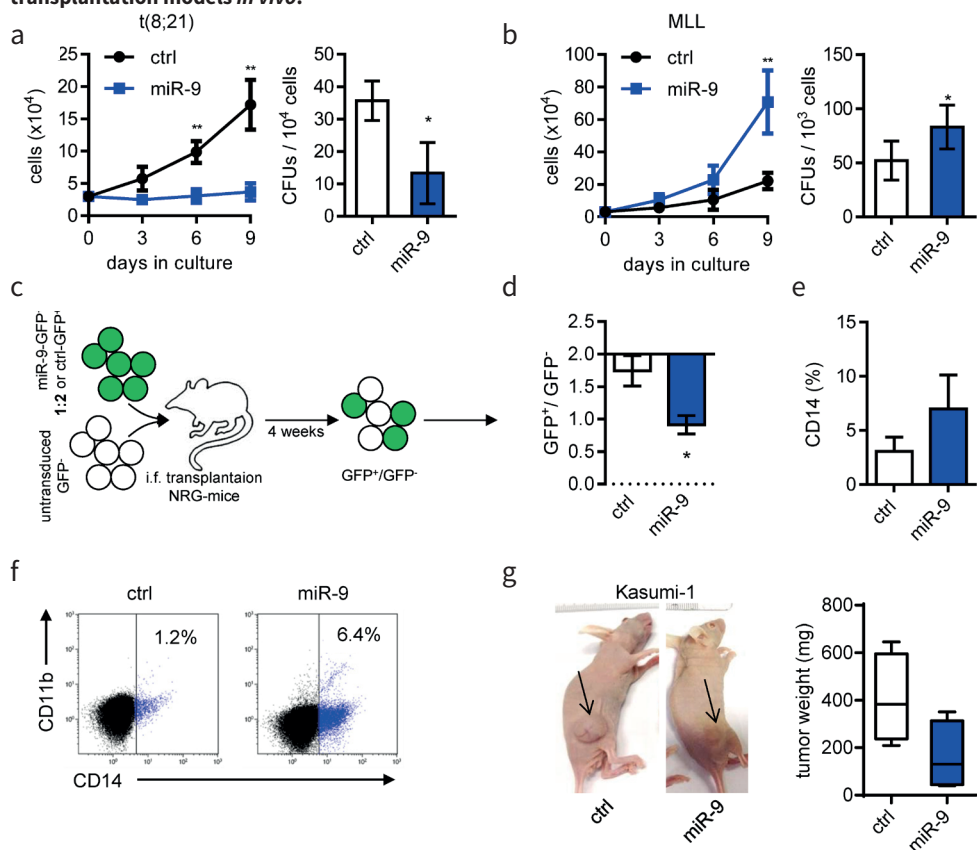 transplantation models in vivo.
a
t(8;21)
ctrl
miR-9
cells (x10⁴)
25
20
15
10
5
0
**
**
0 3 6 9
days in culture
CFUs / 10⁴ cells
50
40
30
20
10
0
*
ctrl
miR-9
b
MLL
ctrl
miR-9
cells (x10⁴)
100
80
60
40
20
0
**
0 3 6 9
days in culture
CFUs / 10³ cells
150
100
50
0
*
ctrl
miR-9
c
miR-9-GFP⁺
1:2 or ctrl-GFP⁺
untransduced
GFP⁻
i.f. transplantaion
NRG-mice
4 weeks
GFP⁺/GFP⁻
d
GFP⁺/ GFP⁻
2.5
2.0
1.5
1.0
0.5
0.0
*
ctrl
miR-9
e
CD14 (%)
15
10
5
0
ctrl
miR-9
f
ctrl
miR-9
1.2%
6.4%
CD11b
CD14
g
Kasumi-1
ctrl
miR-9
tumor weight (mg)
800
600
400
200
0
ctrl
miR-9